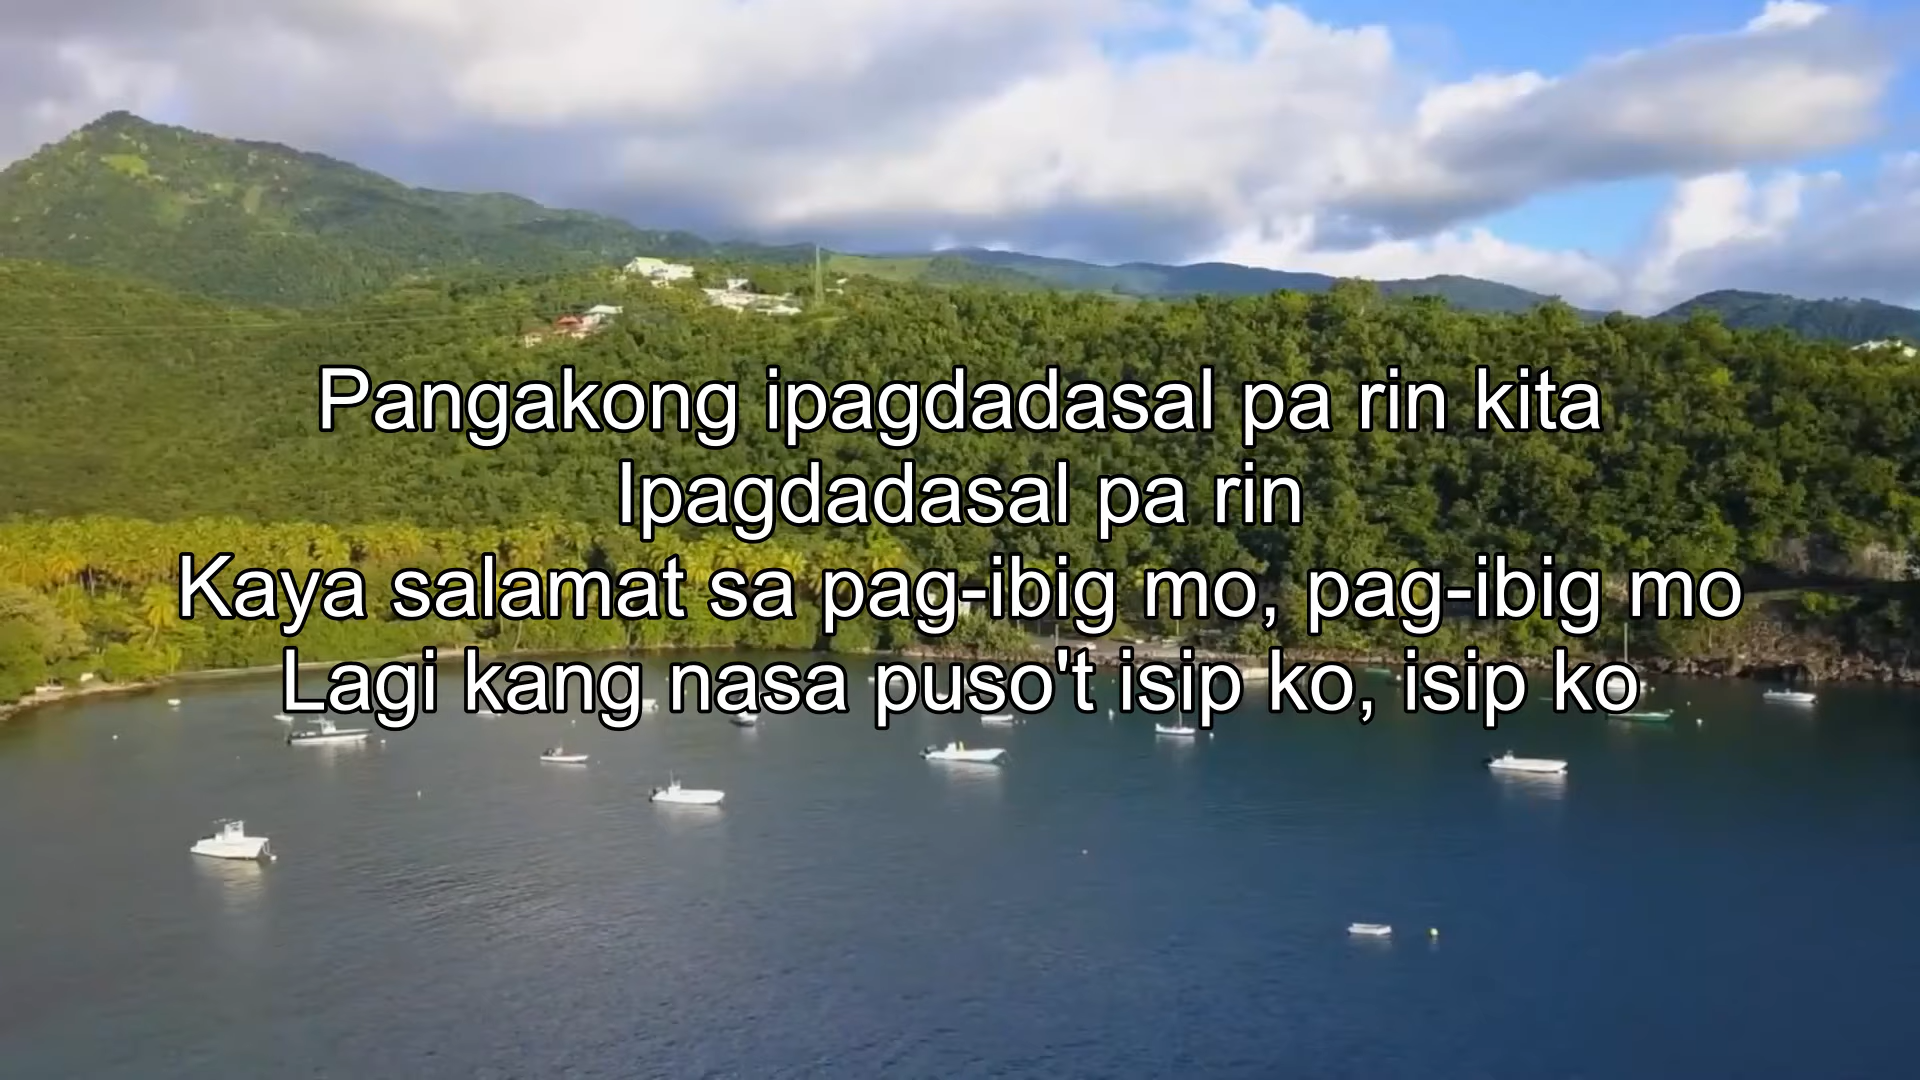 Pangakong ipagdadasal pa rin kita
Ipagdadasal pa rin
Kaya salamat sa pag-ibig mo, pag-ibig mo
Lagi kang nasa puso't isip ko, isip ko